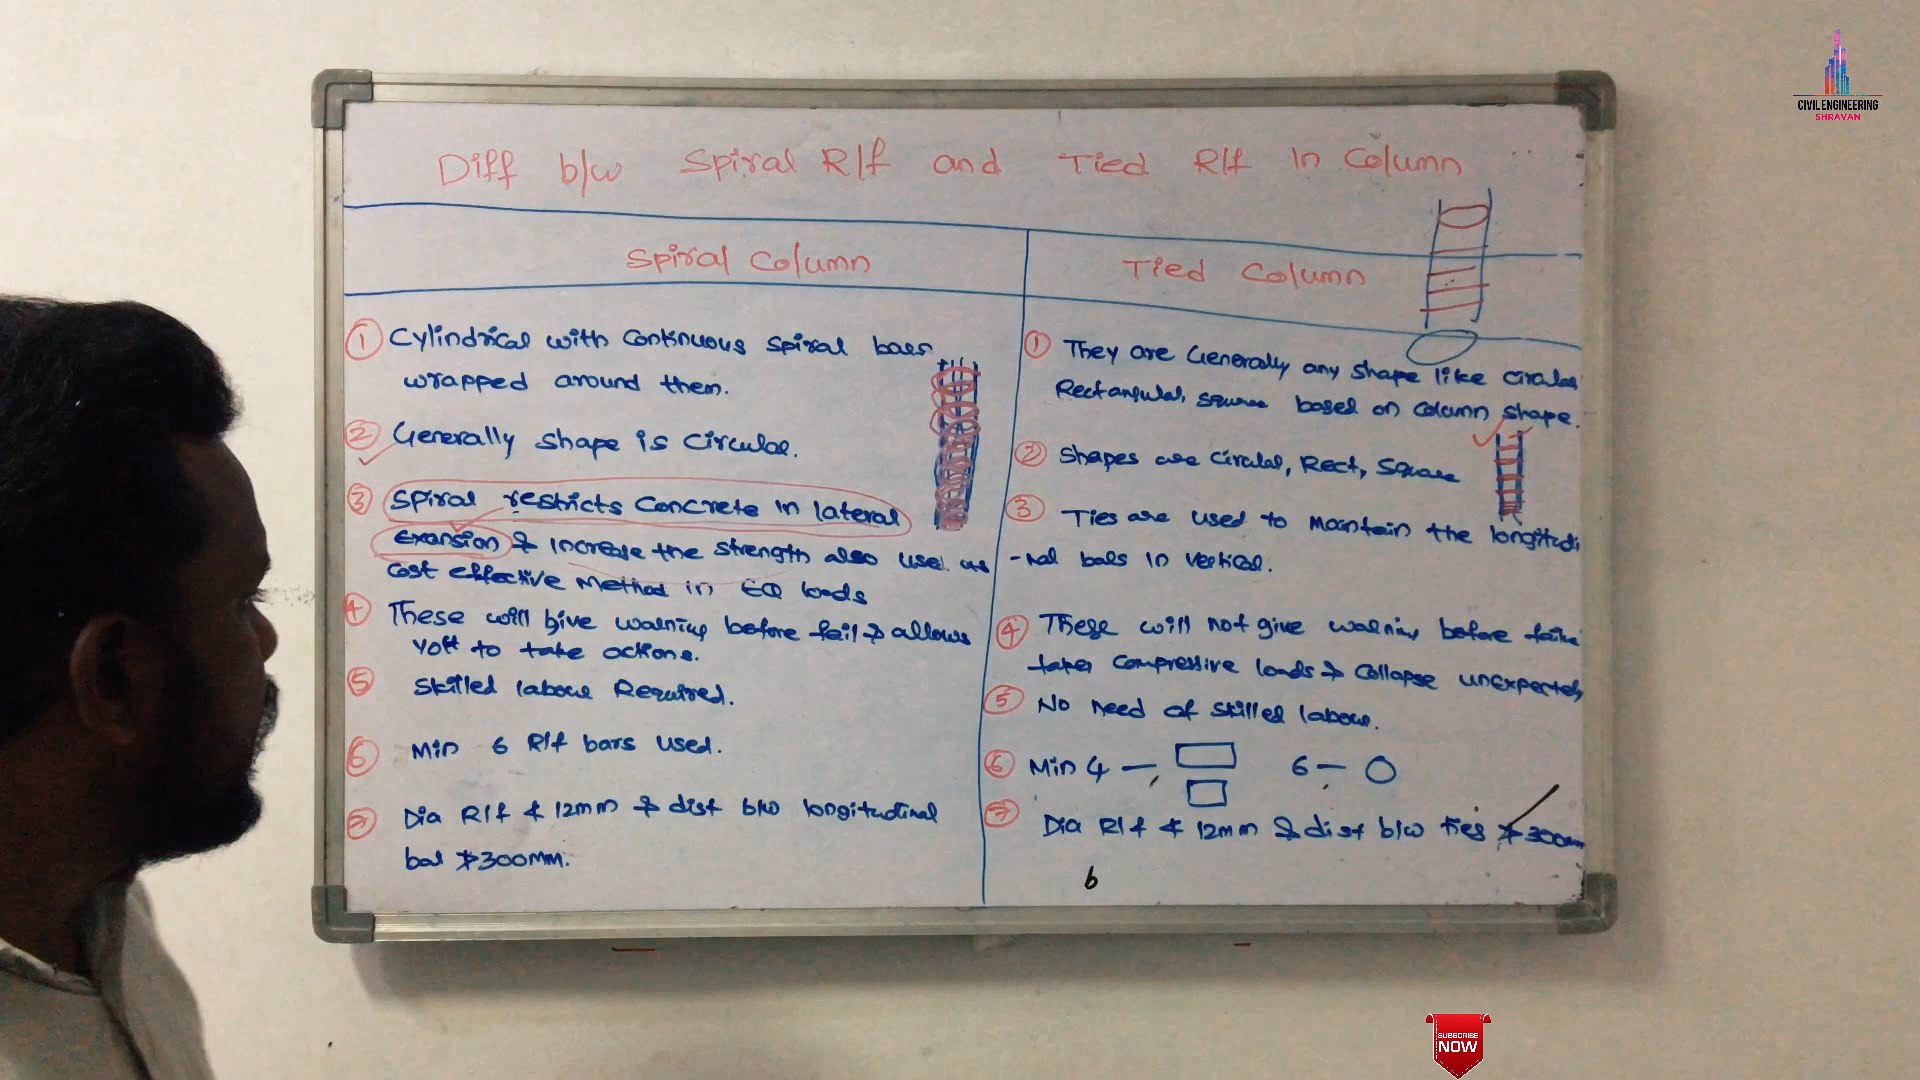 Diff b/w Spiral R/f and Tied R/f in Column
Spiral Column
① Cylindrical with continuous spiral bars
wrapped around them.
② Generally shape is circular.
③ Spiral restricts concrete in lateral
Exansion & increase the strength also used as
cost effective method in EQ loads
④ These will give warning before fail & allows
to take actions.
⑤ Skilled labour Required.
⑥ Min 6 R/f bars used.
⑦ Dia R/f ≮ 12mm & dist b/w longitudinal
bar ≯ 300mm.
Tied Column
① They are Generally any shape like circular
Rectangular, square based on column shape.
② Shapes are circular, Rect, Square
③ Ties are used to maintain the longitudi
-nal bars in vertical.
④ These will not give warning before failure
takes compressive loads & collapse unexpectedly
⑤ No need of skilled labour.
⑥ Min 4 — 6 —
⑦ Dia R/f ≮ 12mm & dist b/w ties ≯ 300mm
b
CIVIL ENGINEERING
SHRAVAN
SUBSCRIBE
NOW